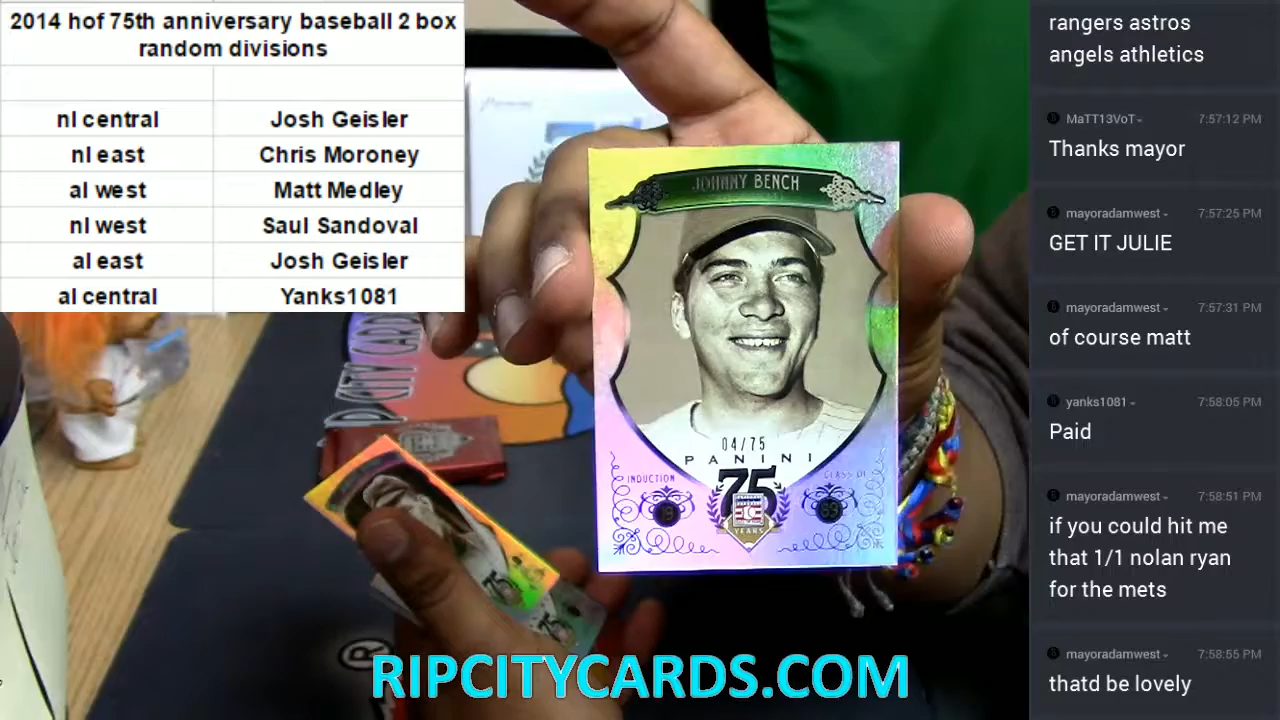 2014 hof 75th anniversary baseball 2 box
random divisions
nl central Josh Geisler
nl east Chris Moroney
al west Matt Medley
nl west Saul Sandoval
al east Josh Geisler
al central Yanks1081
JOHNNY BENCH
04/75
PANINI
INDUCTION CLASS OF
75
19 89
YEARS
CITY CARD
RIPCITYCARDS.COM
rangers astros
angels athletics
MaTT13VoT 7:57:12 PM
Thanks mayor
mayoradamwest 7:57:25 PM
GET IT JULIE
mayoradamwest 7:57:31 PM
of course matt
yanks1081 7:58:05 PM
Paid
mayoradamwest 7:58:51 PM
if you could hit me
that 1/1 nolan ryan
for the mets
mayoradamwest 7:58:55 PM
thatd be lovely